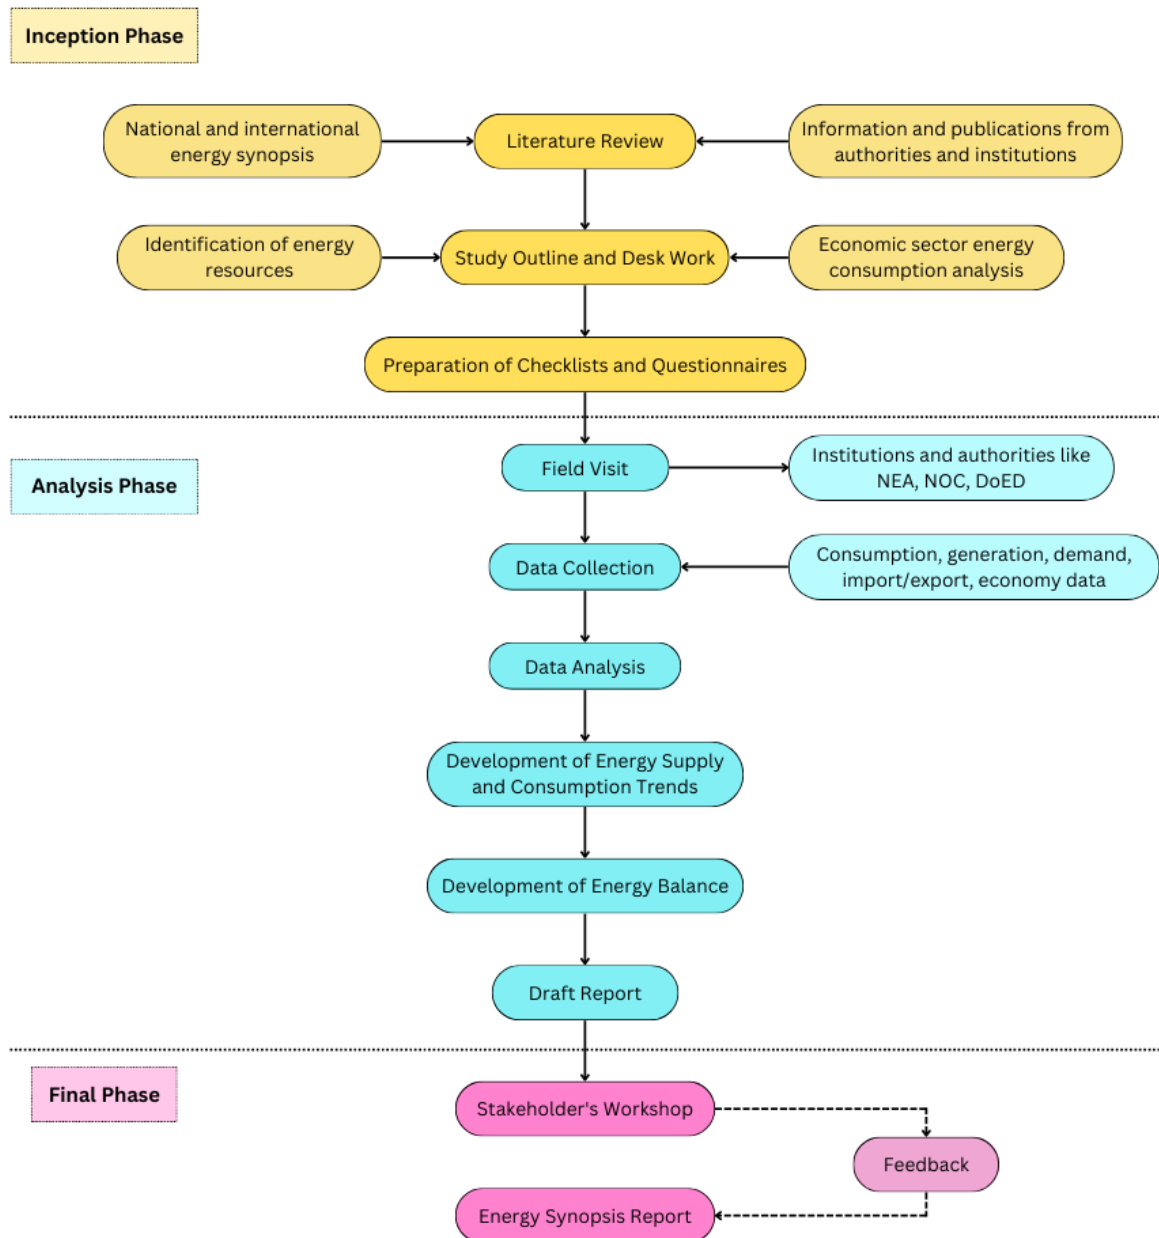 Inception Phase
National and international
energy synopsis
Literature Review
Information and publications from
authorities and institutions
Identification of energy
resources
Study Outline and Desk Work
Economic sector energy
consumption analysis
Preparation of Checklists and Questionnaires
Analysis Phase
Field Visit
Institutions and authorities like
NEA, NOC, DoED
Data Collection
Consumption, generation, demand,
import/export, economy data
Data Analysis
Development of Energy Supply
and Consumption Trends
Development of Energy Balance
Draft Report
Final Phase
Stakeholder's Workshop
Feedback
Energy Synopsis Report